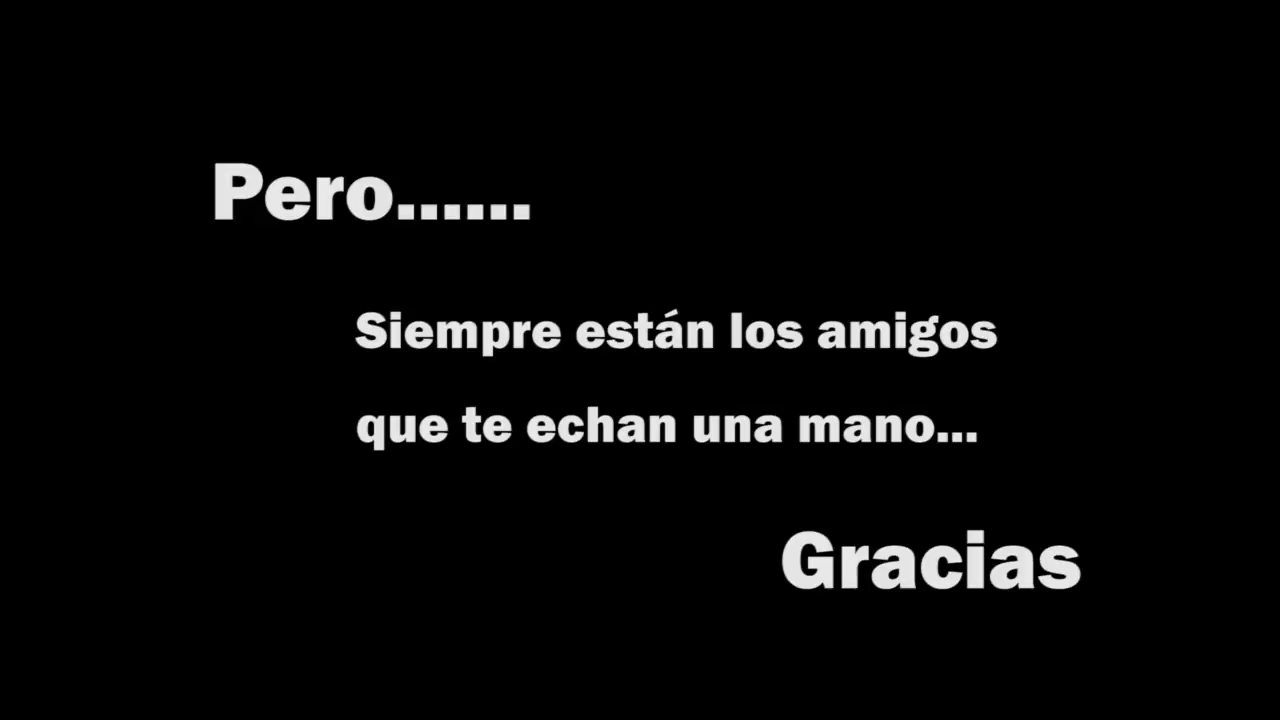 Pero......
Siempre están los amigos
que te echan una mano...
Gracias